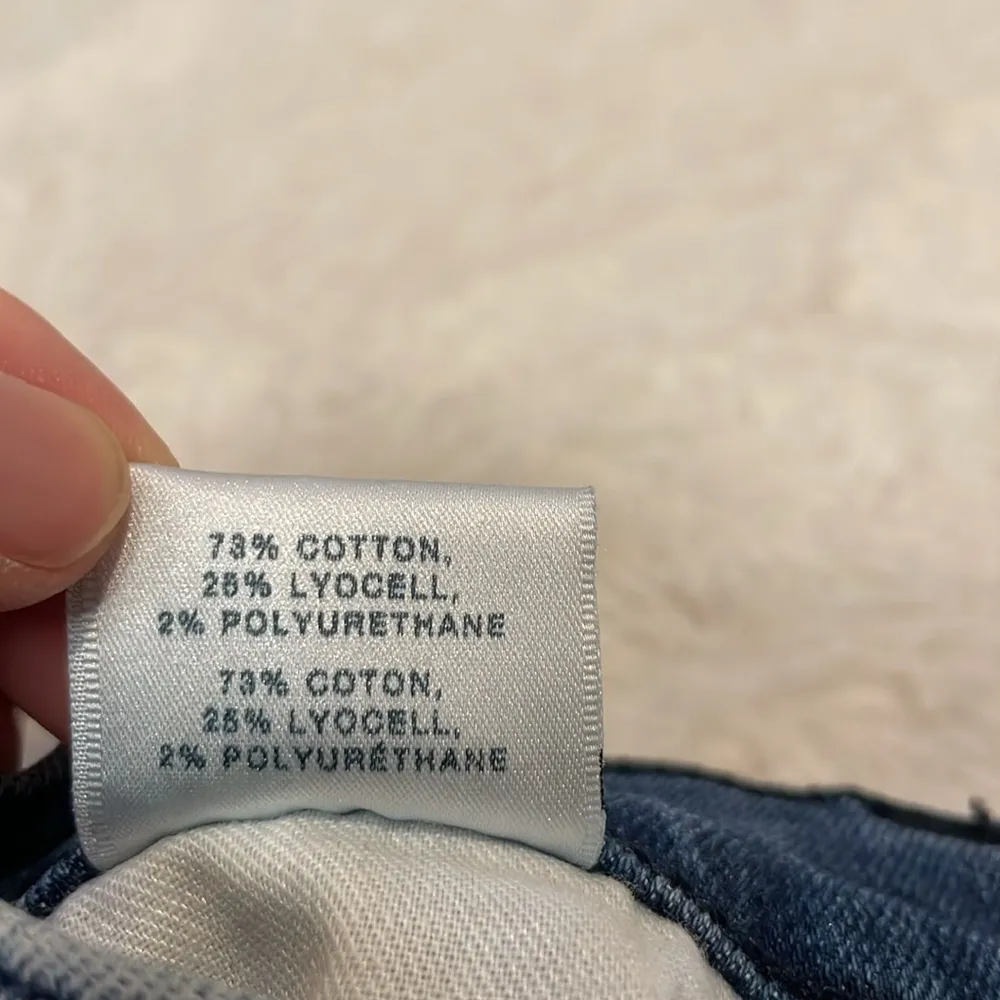 73% COTTON,
25% LYOCELL,
2% POLYURETHANE
73% COTON,
25% LYOCELL,
2% POLYURÉTHANE